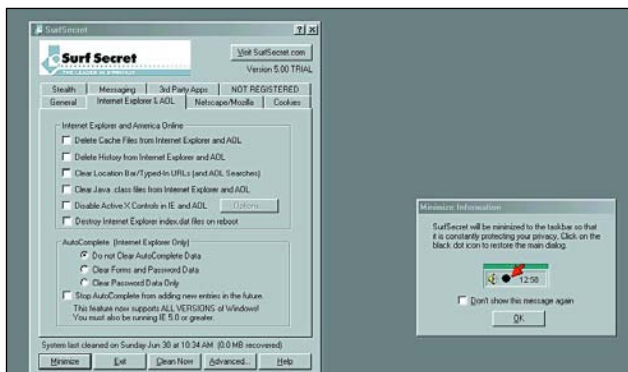 SurfSecret
Surf Secret
THE LEADER IN
Visit SurfSecret.com
Version 5.00 TRIAL
Stealth Messaging 3rd Party Apps NOT REGISTERED
General Internet Explorer & AOL Netscape/Mozilla Cookies
Internet Explorer and America Online
Delete Cache Files from Internet Explorer and AOL
Delete History from Internet Explorer and AOL
Clear Location Bar/Typed-In URLs (and AOL Searches)
Clear Java .class files from Internet Explorer and AOL
Disable Active X Controls in IE and AOL Options...
Destroy Internet Explorer index.dat files on reboot
AutoComplete (Internet Explorer Only)
Do not Clear AutoComplete Data
Clear Forms and Password Data
Clear Password Data Only
Stop AutoComplete from adding new entries in the future.
This feature now supports ALL VERSIONS of Windows!
You must also be running IE 5.0 or greater.
System last cleaned on Sunday Jun 30 at 10:34 AM (0.0 MB recovered)
Minimize Exit Clean Now Advanced... Help
Minimize Information
SurfSecret will be minimized to the taskbar so that
it is constantly protecting your privacy. Click on the
black dot icon to restore the main dialog.
12:58
Don't show this message again
OK